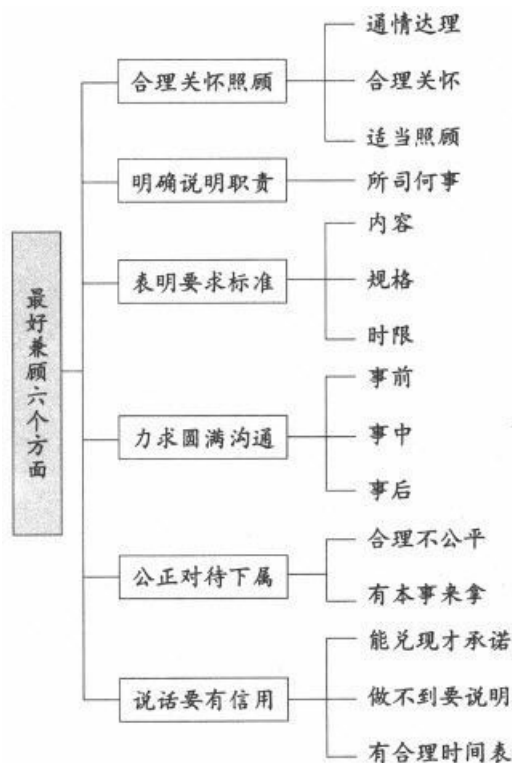 最好兼顾六个方面
合理关怀照顾
通情达理
合理关怀
适当照顾
明确说明职责
所司何事
表明要求标准
内容
规格
时限
力求圆满沟通
事前
事中
事后
公正对待下属
合理不公平
有本事来拿
说话要有信用
能兑现才承诺
做不到要说明
有合理时间表